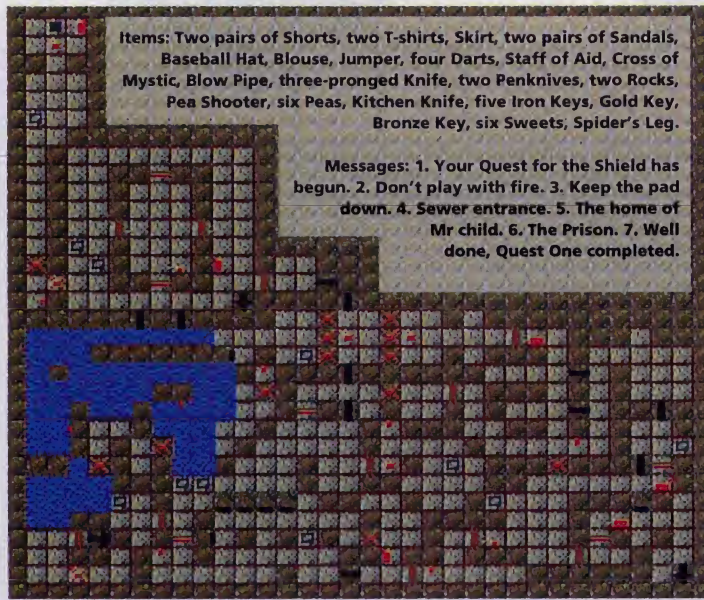 Items: Two pairs of Shorts, two T-shirts, Skirt, two pairs of Sandals,
Baseball Hat, Blouse, Jumper, four Darts, Staff of Aid, Cross of
Mystic, Blow Pipe, three-pronged Knife, two Penknives, two Rocks,
Pea Shooter, six Peas, Kitchen Knife, five Iron Keys, Gold Key,
Bronze Key, six Sweets, Spider's Leg.
Messages: 1. Your Quest for the Shield has
begun. 2. Don't play with fire. 3. Keep the pad
down. 4. Sewer entrance. 5. The home of
Mr child. 6. The Prison. 7. Well
done, Quest One completed.